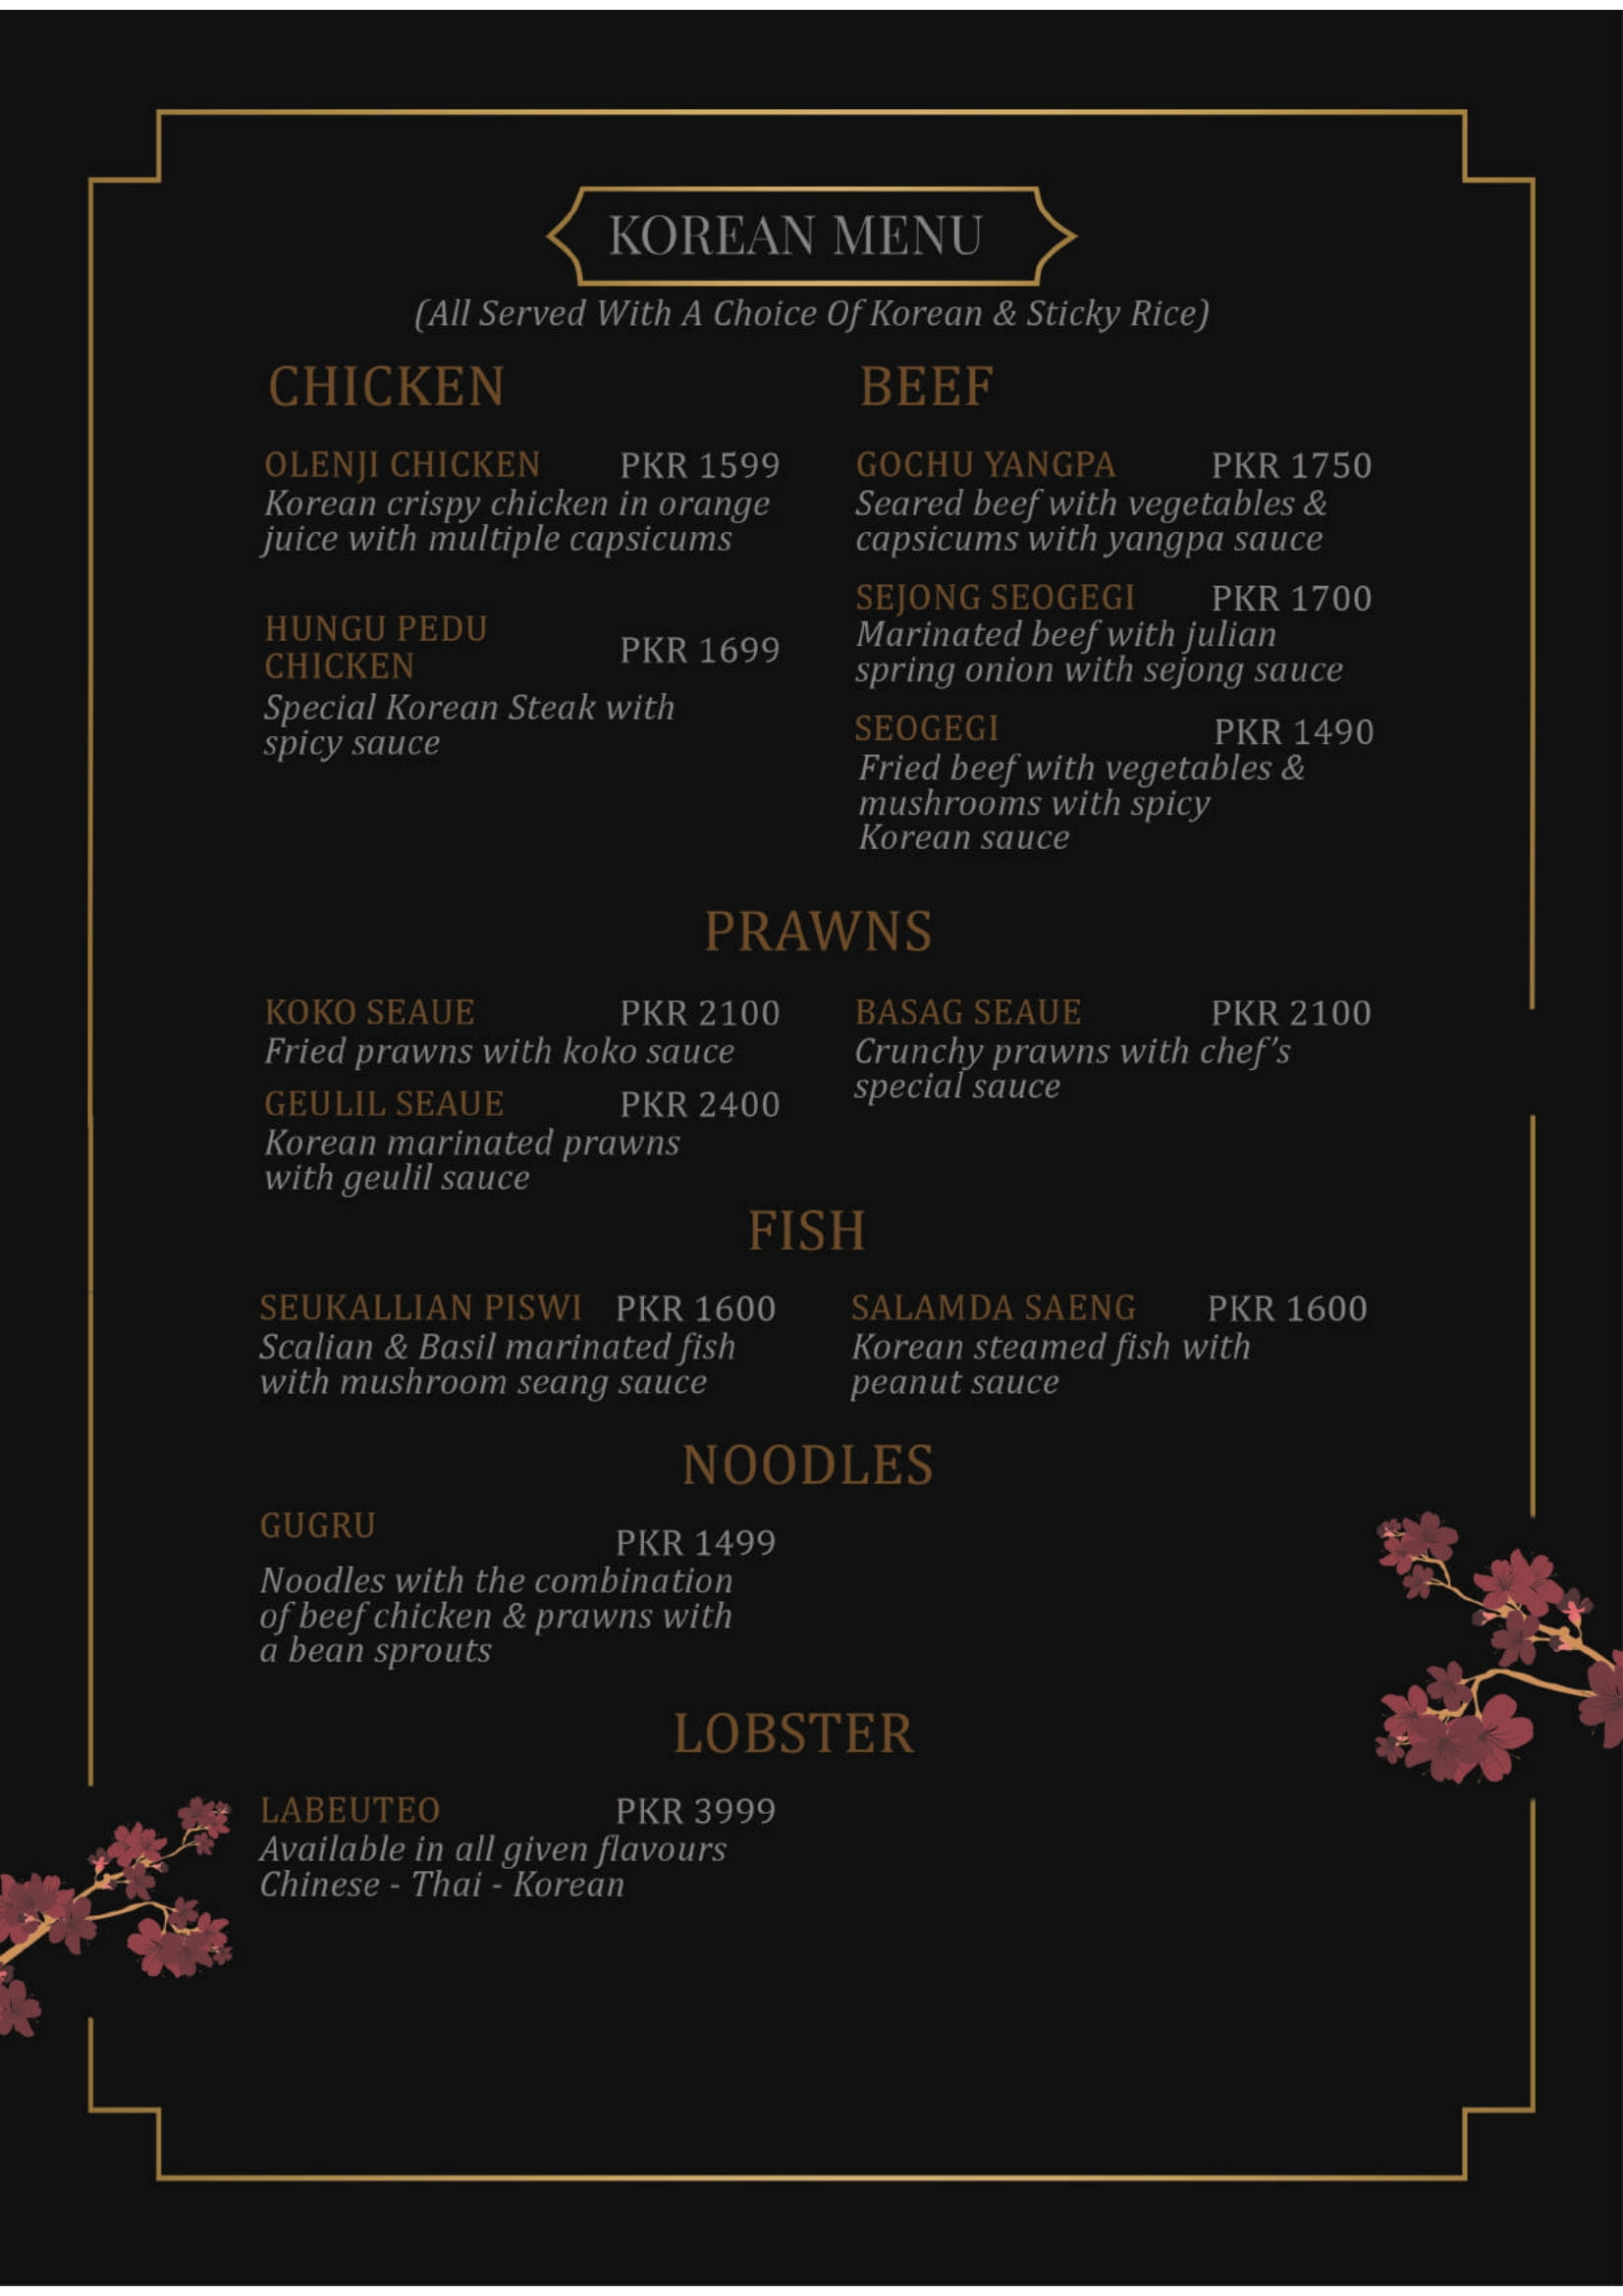 KOREAN MENU
(All Served With A Choice Of Korean & Sticky Rice)
CHICKEN
OLENJI CHICKEN PKR 1599
Korean crispy chicken in orange
juice with multiple capsicums
HUNGU PEDU
CHICKEN
PKR 1699
Special Korean Steak with
spicy sauce
BEEF
GOCHU YANGPA PKR 1750
Seared beef with vegetables &
capsicums with yangpa sauce
SEJONG SEOGEGI PKR 1700
Marinated beef with julian
spring onion with sejong sauce
SEOGEGI PKR 1490
Fried beef with vegetables &
mushrooms with spicy
Korean sauce
PRAWNS
KOKO SEAUE PKR 2100
Fried prawns with koko sauce
GEULIL SEAUE PKR 2400
Korean marinated prawns
with geulil sauce
BASAG SEAUE PKR 2100
Crunchy prawns with chef's
special sauce
FISH
SEUKALLIAN PISWI PKR 1600
Scalian & Basil marinated fish
with mushroom seang sauce
SALAMDA SAENG PKR 1600
Korean steamed fish with
peanut sauce
NOODLES
GUGRU
PKR 1499
Noodles with the combination
of beef chicken & prawns with
a bean sprouts
LOBSTER
LABEUTEO PKR 3999
Available in all given flavours
Chinese - Thai - Korean